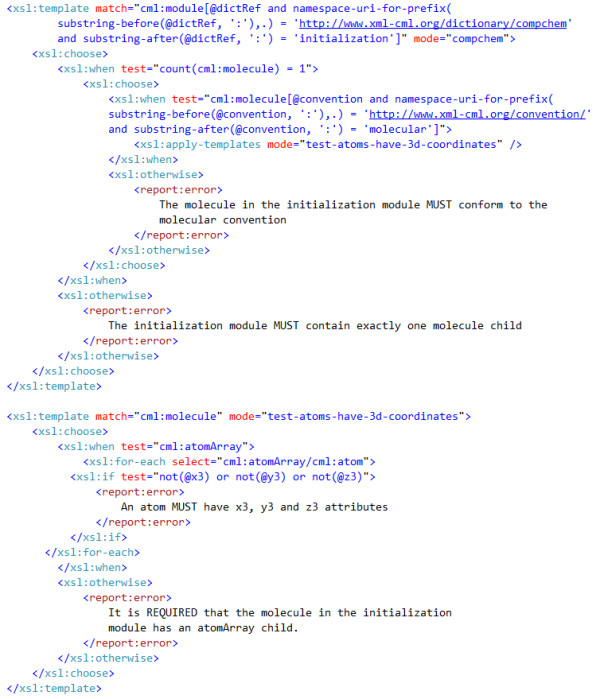 <xsl:template match="cml:module[@dictRef and namespace-uri-for-prefix(
substring-before(@dictRef, ':'),.) = 'http://www.xml-cml.org/dictionary/compchem'
and substring-after(@dictRef, ':') = 'initialization']" mode="compchem">
<xsl:choose>
<xsl:when test="count(cml:molecule) = 1">
<xsl:choose>
<xsl:when test="cml:molecule[@convention and namespace-uri-for-prefix(
substring-before(@convention, ':'),.) = 'http://www.xml-cml.org/convention/'
and substring-after(@convention, ':') = 'molecular']">
<xsl:apply-templates mode="test-atoms-have-3d-coordinates" />
</xsl:when>
<xsl:otherwise>
<report:error>
The molecule in the initialization module MUST conform to the
molecular convention
</report:error>
</xsl:otherwise>
</xsl:choose>
</xsl:when>
<xsl:otherwise>
<report:error>
The initialization module MUST contain exactly one molecule child
</report:error>
</xsl:otherwise>
</xsl:choose>
</xsl:template>
<xsl:template match="cml:molecule" mode="test-atoms-have-3d-coordinates">
<xsl:choose>
<xsl:when test="cml:atomArray">
<xsl:for-each select="cml:atomArray/cml:atom">
<xsl:if test="not(@x3) or not(@y3) or not(@z3)">
<report:error>
An atom MUST have x3, y3 and z3 attributes
</report:error>
</xsl:if>
</xsl:for-each>
</xsl:when>
<xsl:otherwise>
<report:error>
It is REQUIRED that the molecule in the initialization
module has an atomArray child.
</report:error>
</xsl:otherwise>
</xsl:choose>
</xsl:template>